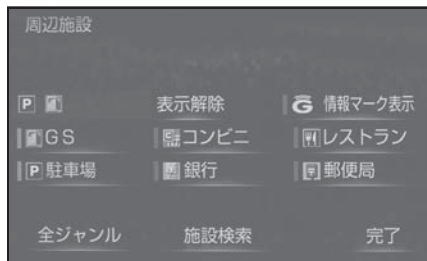 周辺施設
P 表示解除 G 情報マーク表示
GS コンビニ レストラン
P 駐車場 銀行 郵便局
全ジャンル 施設検索 完了